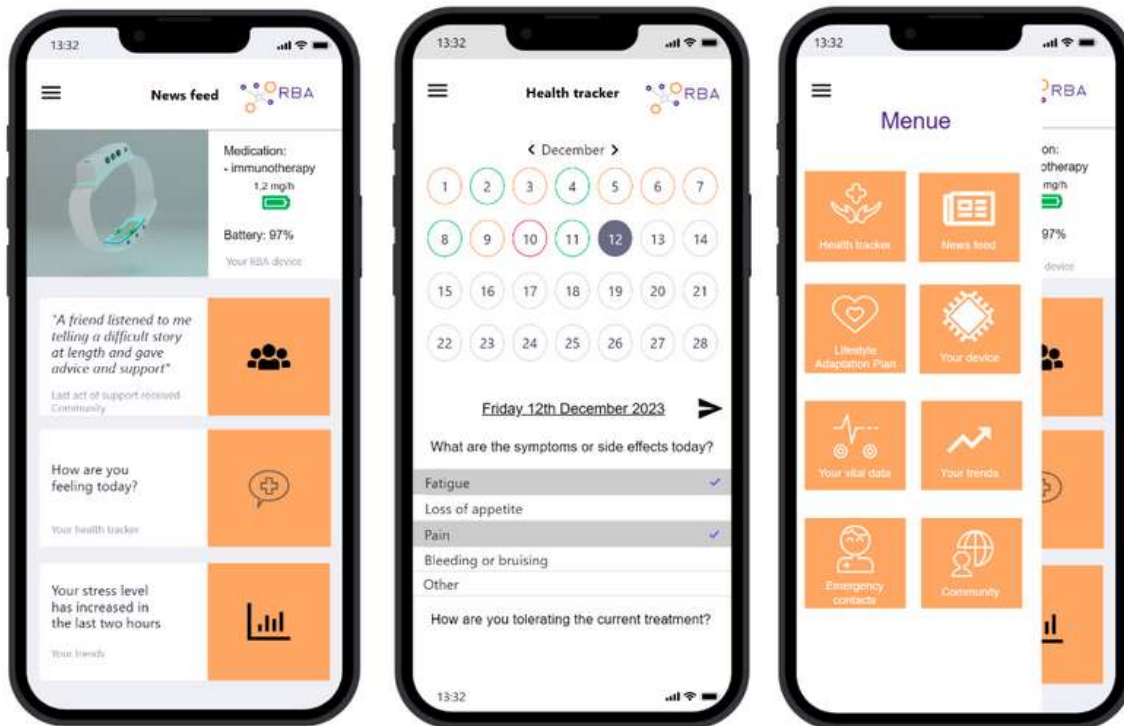 13:32
News feed
RBA
Medication:
- immunotherapy
1,2 mg/h
Battery: 97%
Your RBA device
"A friend listened to me
telling a difficult story
at length and gave
advice and support"
Last act of support received
Community
How are you
feeling today?
Your health tracker
Your stress level
has increased in
the last two hours
Your trends
13:32
Health tracker
RBA
December
1 2 3 4 5 6 7
8 9 10 11 12 13 14
15 16 17 18 19 20 21
22 23 24 25 26 27 28
Friday 12th December 2023
What are the symptoms or side effects today?
Fatigue
Loss of appetite
Pain
Bleeding or bruising
Other
How are you tolerating the current treatment?
13:32
13:32
RBA
Menue
on:
otherapy
mg/h
97%
device
Health tracker
News feed
Lifestyle
Adaptation Plan
Your device
Your vital data
Your trends
Emergency
contacts
Community